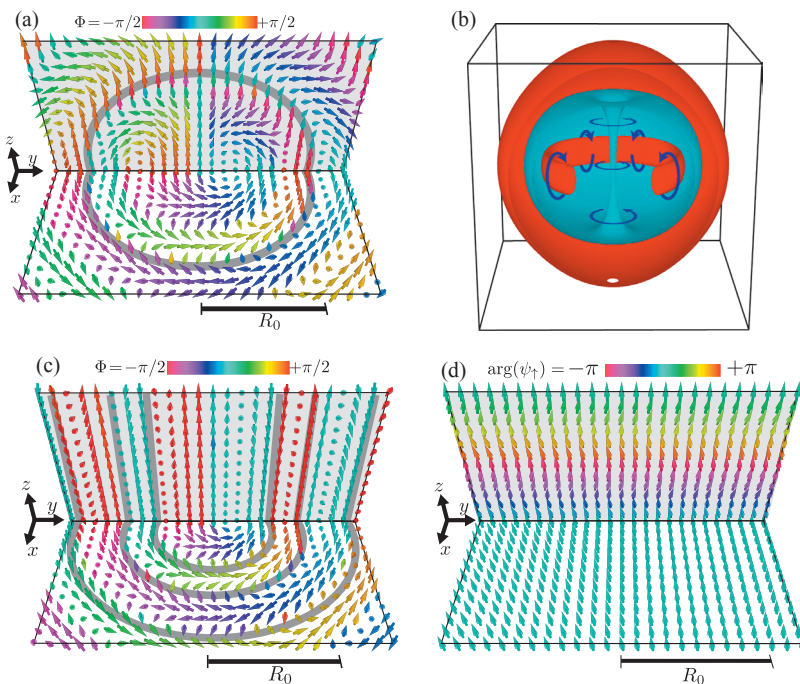 (a) Φ = −π/2 +π/2
z y
x
R₀
(b)
(c) Φ = −π/2 +π/2
z y
x
R₀
(d) arg(ψ↑) = −π +π
z y
x
R₀